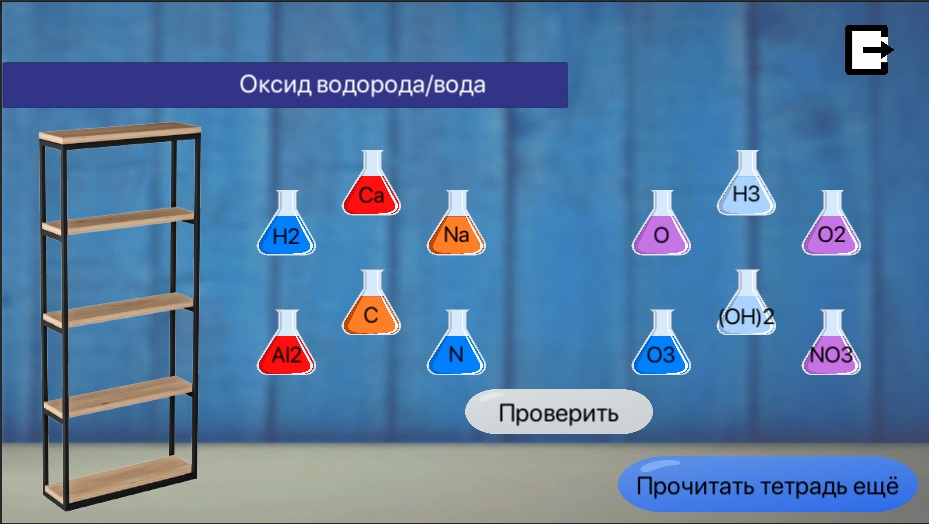 Оксид водорода/вода
Ca
H3
H2
Na
O
O2
C
(OH)2
Al2
N
O3
NO3
Проверить
Прочитать тетрадь ещё